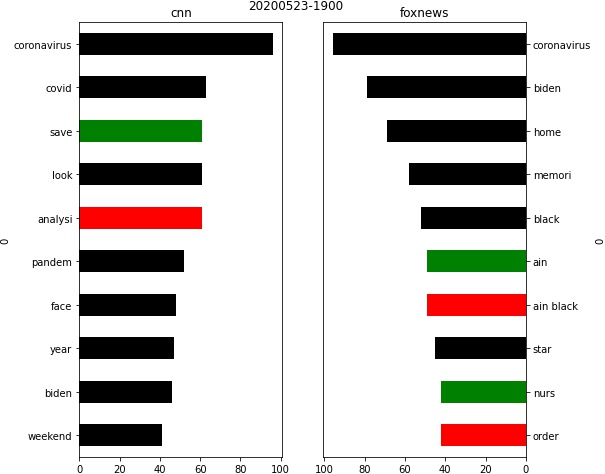 20200523-1900
cnn
foxnews
coronavirus
covid
save
look
analysi
pandem
face
year
biden
weekend
0
0 20 40 60 80 100
coronavirus
biden
home
memori
black
ain
ain black
star
nurs
order
0
100 80 60 40 20 0